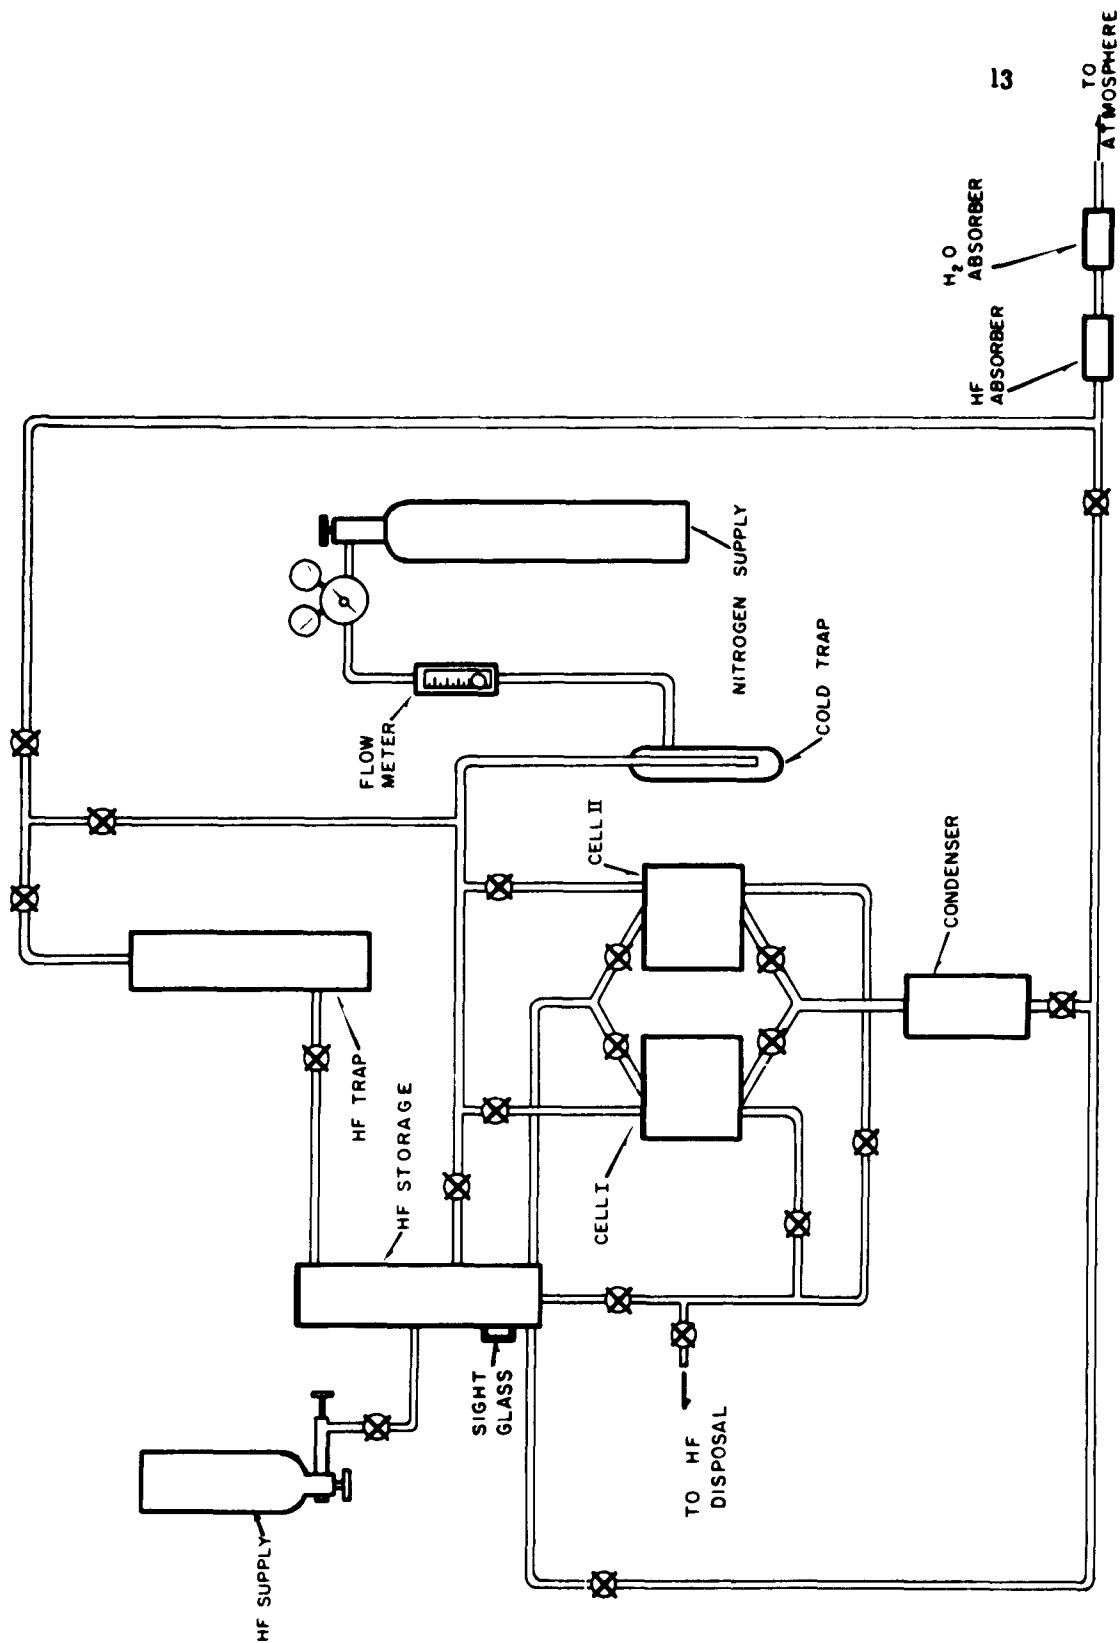 HF SUPPLY
SIGHT
GLASS
TO HF
DISPOSAL
HF STORAGE
HF TRAP
CELL I
CELL II
CONDENSER
FLOW
METER
COLD TRAP
NITROGEN SUPPLY
HF
ABSORBER
H₂O
ABSORBER
TO
ATMOSPHERE
13